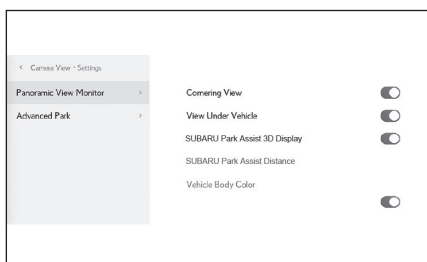 Camera View・Settings
Panoramic View Monitor
Advanced Park
Cornering View
View Under Vehicle
SUBARU Park Assist 3D Display
SUBARU Park Assist Distance
Vehicle Body Color